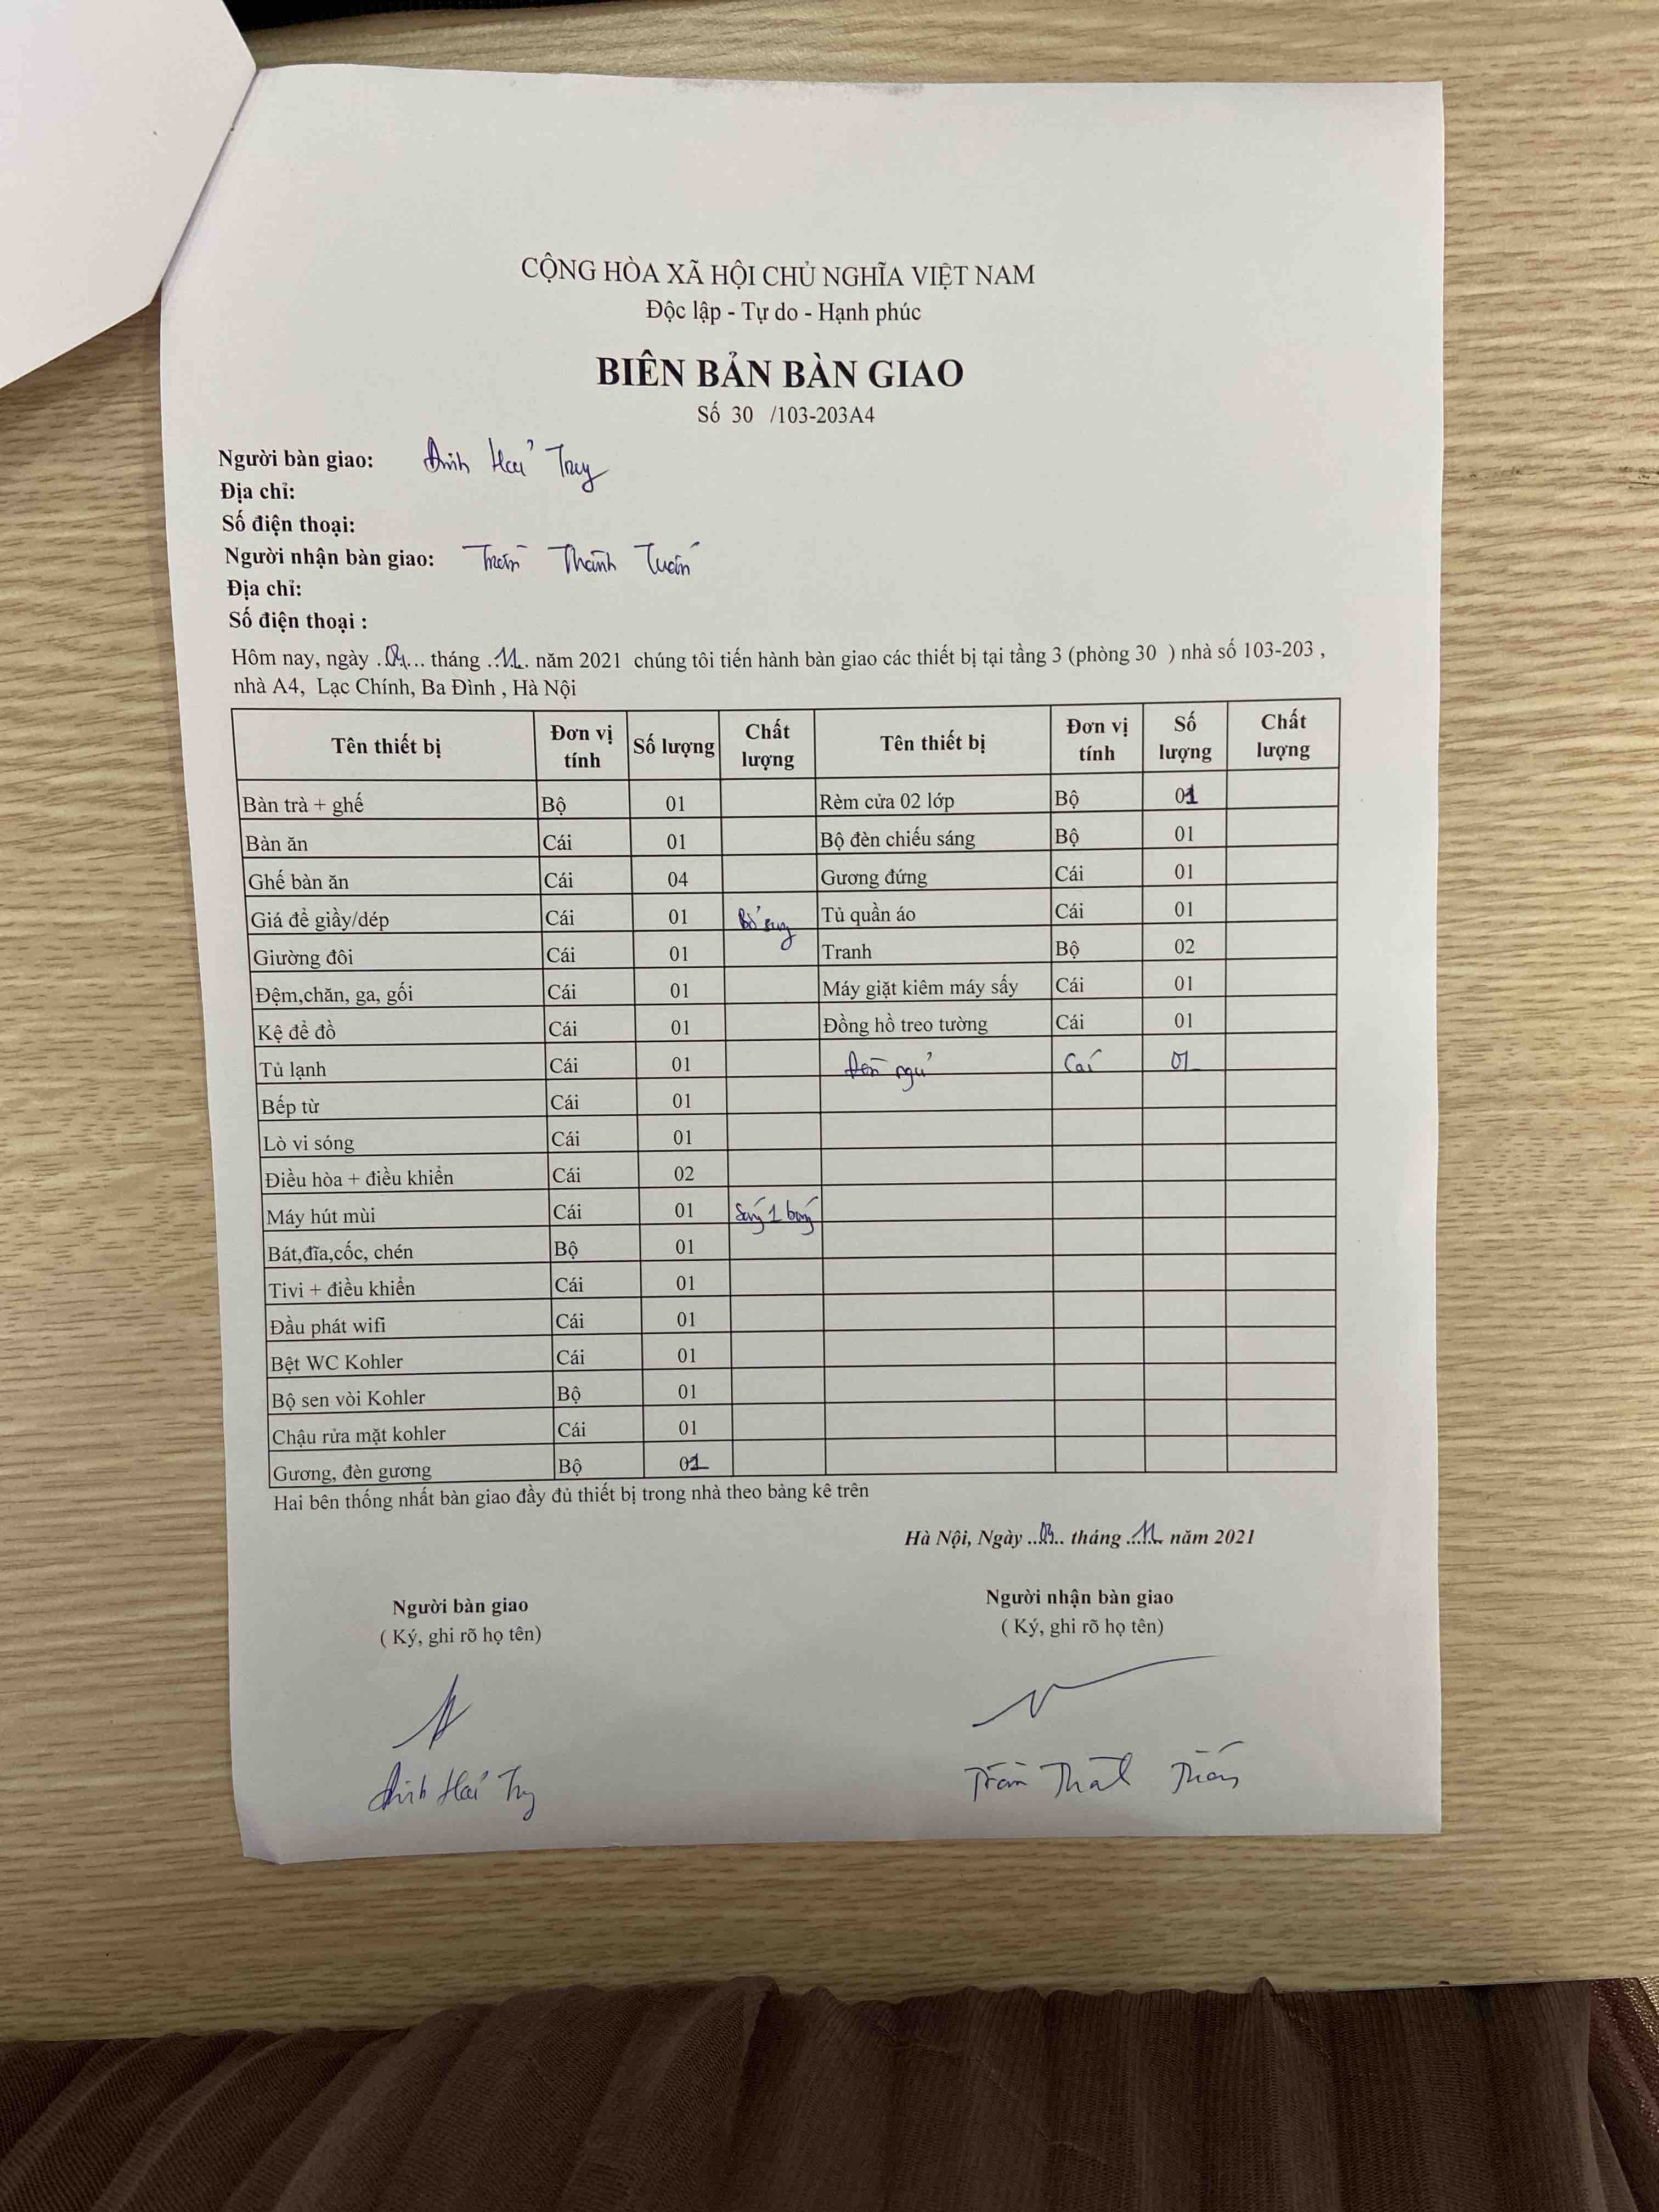 CỘNG HÒA XÃ HỘI CHỦ NGHĨA VIỆT NAM
Độc lập - Tự do - Hạnh phúc
BIÊN BẢN BÀN GIAO
Số 30 /103-203A4
Người bàn giao: Đinh Hải
Địa chỉ:
Số điện thoại:
Người nhận bàn giao: Trần Thành Tuấn
Địa chỉ:
Số điện thoại :
Hôm nay, ngày tháng .11. năm 2021 chúng tôi tiến hành bàn giao các thiết bị tại tầng 3 (phòng 30 ) nhà số 103-203 ,
nhà A4, Lạc Chính, Ba Đình , Hà Nội
Tên thiết bị Đơn vị tính Số lượng Chất lượng Tên thiết bị Đơn vị tính Số lượng Chất lượng
Bàn trà + ghế Bộ 01 Rèm cửa 02 lớp Bộ 01
Bàn ăn Cái 01 Bộ đèn chiếu sáng Bộ 01
Ghế bàn ăn Cái 04 Gương đứng Cái 01
Giá để giầy/dép Cái 01 Bổ sung Tủ quần áo Cái 01
Giường đôi Cái 01 Tranh Bộ 02
Đệm,chăn, ga, gối Cái 01 Máy giặt kiêm máy sấy Cái 01
Kệ để đồ Cái 01 Đồng hồ treo tường Cái 01
Tủ lạnh Cái 01 Đèn ngủ Cái 01
Bếp từ Cái 01
Lò vi sóng Cái 01
Điều hòa + điều khiển Cái 02
Máy hút mùi Cái 01 1 bóng
Bát,đĩa,cốc, chén Bộ 01
Tivi + điều khiển Cái 01
Đầu phát wifi Cái 01
Bệt WC Kohler Cái 01
Bộ sen vòi Kohler Bộ 01
Chậu rửa mặt kohler Cái 01
Gương, đèn gương Bộ 01
Hai bên thống nhất bàn giao đầy đủ thiết bị trong nhà theo bảng kê trên
Hà Nội, Ngày tháng .11. năm 2021
Người bàn giao Người nhận bàn giao
( Ký, ghi rõ họ tên) ( Ký, ghi rõ họ tên)
Đinh Hải Trần